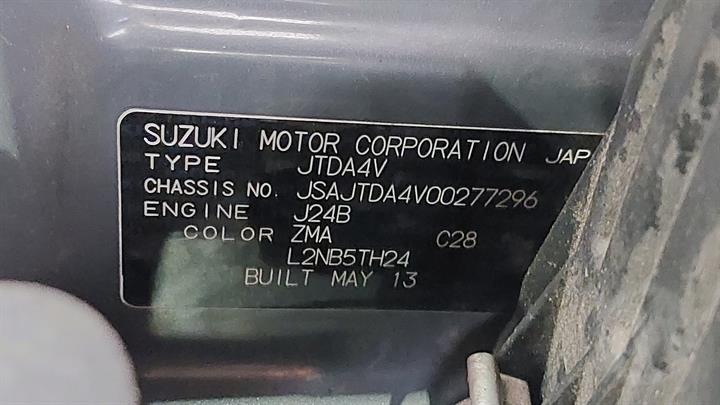 SUZUKI MOTOR CORPORATION JAP
TYPE JTDA4V
CHASSIS NO. JSAJTDA4V00277296
ENGINE J24B
COLOR ZMA C28
L2NB5TH24
BUILT MAY 13